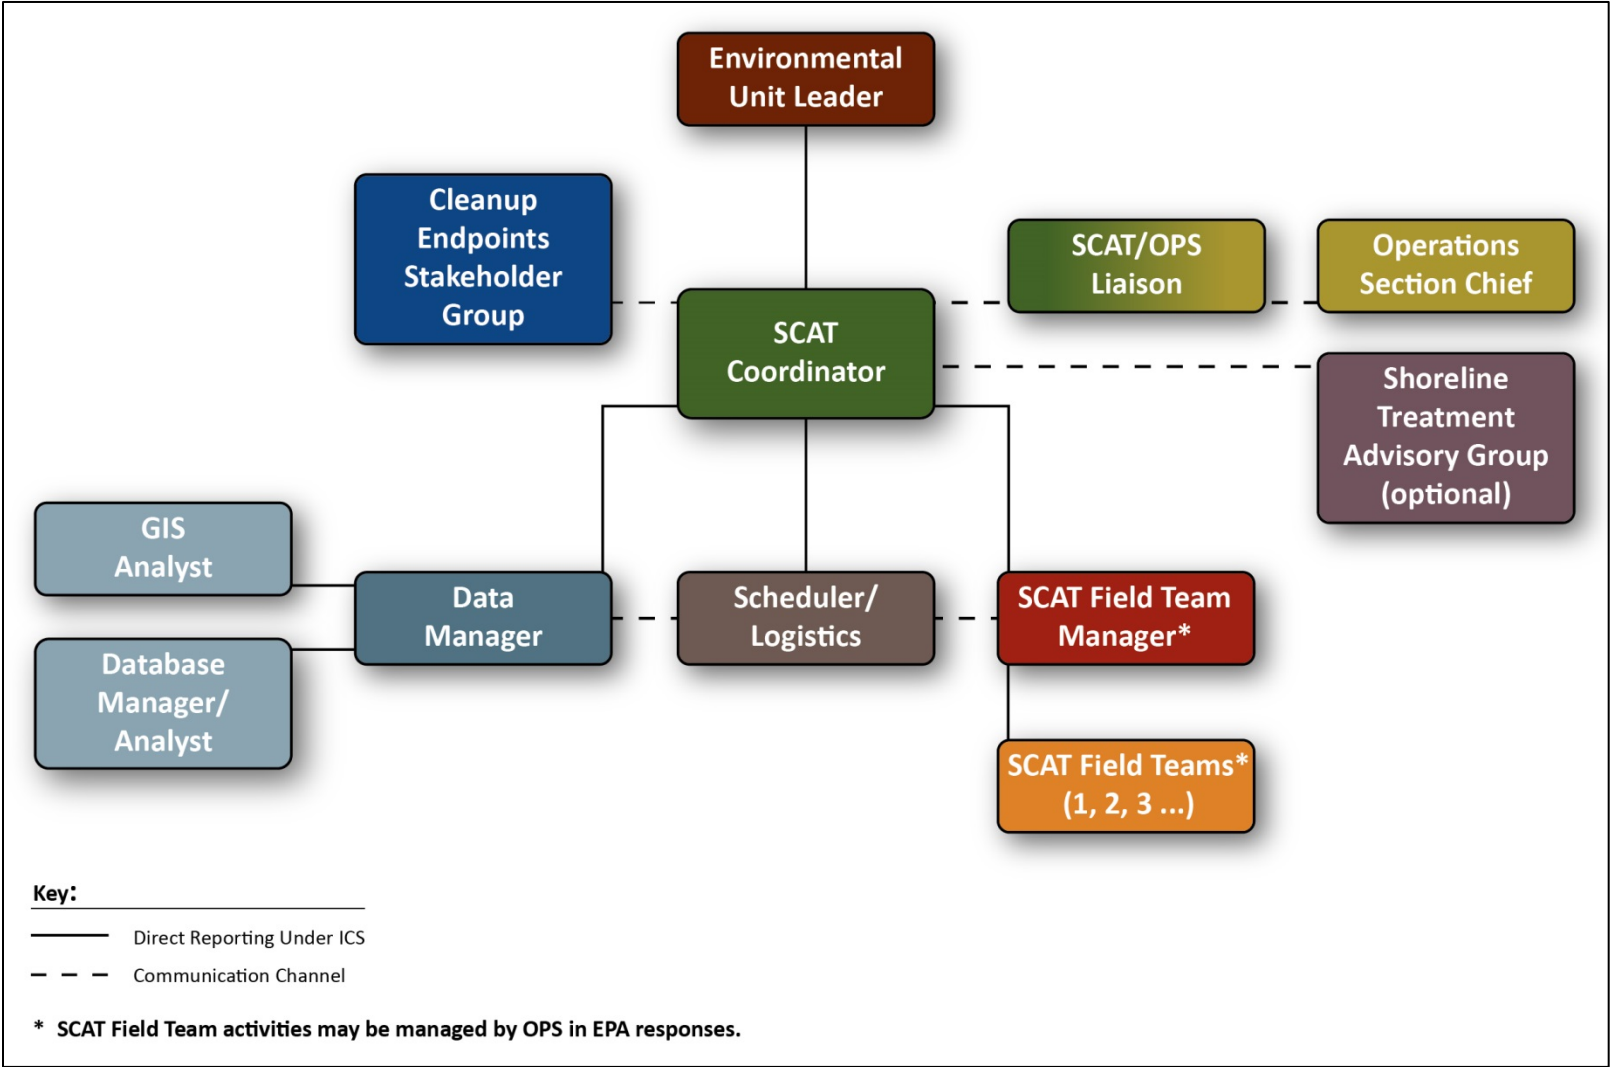 Environmental
Unit Leader
Cleanup
Endpoints
Stakeholder
Group
SCAT/OPS
Liaison
Operations
Section Chief
SCAT
Coordinator
Shoreline
Treatment
Advisory Group
(optional)
GIS
Analyst
Data
Manager
Scheduler/
Logistics
SCAT Field Team
Manager*
Database
Manager/
Analyst
SCAT Field Teams*
(1, 2, 3 ...)
Key:
Direct Reporting Under ICS
Communication Channel
* SCAT Field Team activities may be managed by OPS in EPA responses.